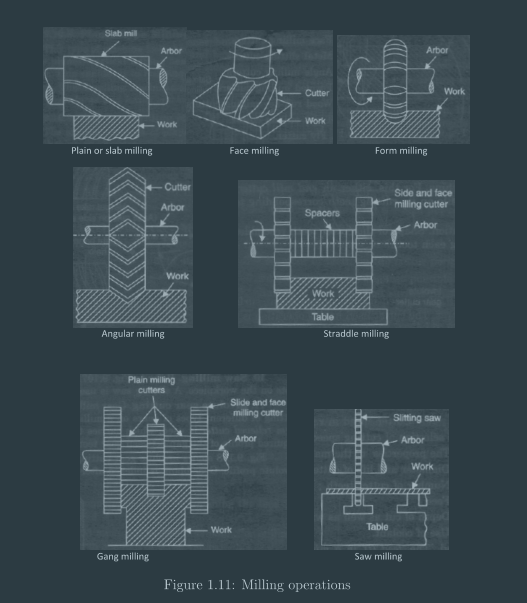 Slab mill
Arbor
Work
Plain or slab milling
Cutter
Work
Face milling
Arbor
Work
Form milling
Cutter
Arbor
Work
Angular milling
Side and face
milling cutter
Spacers
Arbor
Work
Table
Straddle milling
Plain milling
cutters
Slide and face
milling cutter
Arbor
Work
Gang milling
Slitting saw
Arbor
Work
Table
Saw milling
Figure 1.11: Milling operations